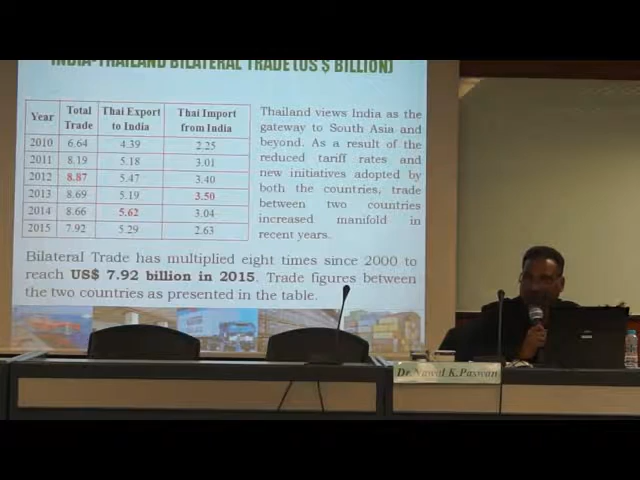 INDIA-THAILAND BILATERAL TRADE (US $ BILLION)
Year Total Trade Thai Export to India Thai Import from India
2010 6.64 4.39 2.25
2011 8.19 5.18 3.01
2012 8.87 5.47 3.40
2013 8.69 5.19 3.50
2014 8.66 5.62 3.04
2015 7.92 5.29 2.63
Thailand views India as the
gateway to South Asia and
beyond. As a result of the
reduced tariff rates and
new initiatives adopted by
both the countries, trade
between two countries
increased manifold in
recent years.
Bilateral Trade has multiplied eight times since 2000 to
reach US$ 7.92 billion in 2015. Trade figures between
the two countries as presented in the table.
Dr. Nawal K. Paswan